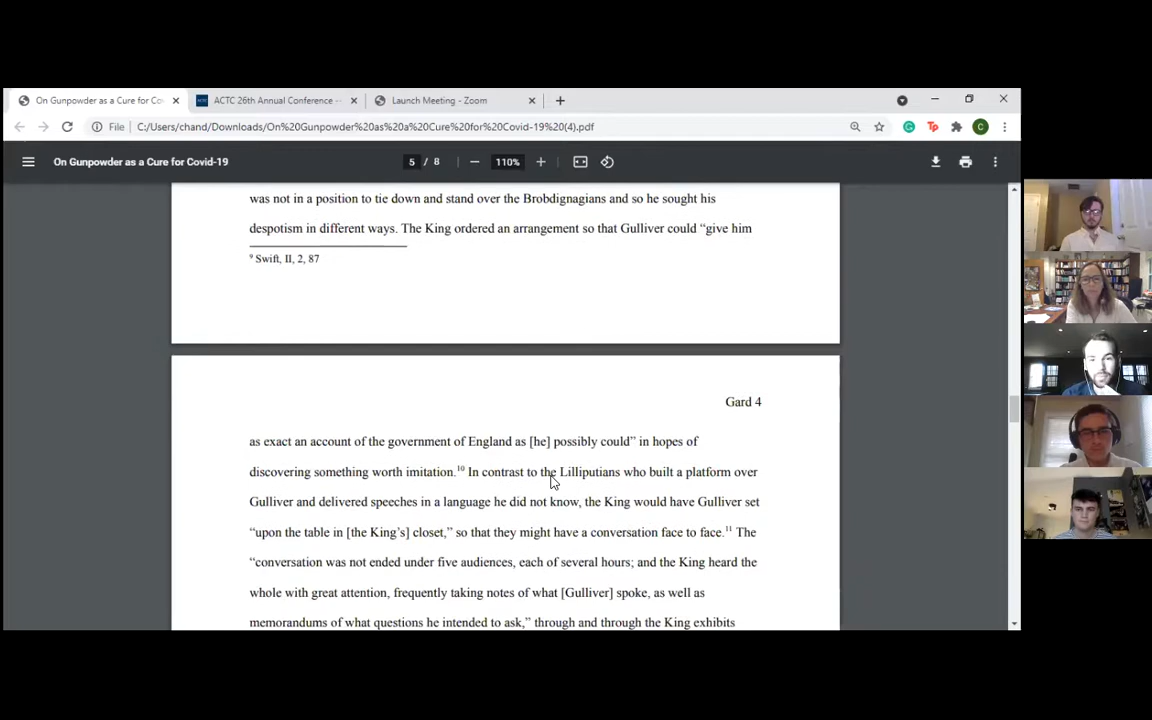 On Gunpowder as a Cure for Co
ACTC 26th Annual Conference --
Launch Meeting - Zoom
File
C:/Users/chand/Downloads/On%20Gunpowder%20as%20a%20Cure%20for%20Covid-19%20(4).pdf
On Gunpowder as a Cure for Covid-19
5 / 8
110%
was not in a position to tie down and stand over the Brobdignagians and so he sought his
despotism in different ways. The King ordered an arrangement so that Gulliver could “give him
9 Swift, II, 2, 87
Gard 4
as exact an account of the government of England as [he] possibly could” in hopes of
discovering something worth imitation.10 In contrast to the Lilliputians who built a platform over
Gulliver and delivered speeches in a language he did not know, the King would have Gulliver set
“upon the table in [the King’s] closet,” so that they might have a conversation face to face.11 The
“conversation was not ended under five audiences, each of several hours; and the King heard the
whole with great attention, frequently taking notes of what [Gulliver] spoke, as well as
memorandums of what questions he intended to ask,” through and through the King exhibits